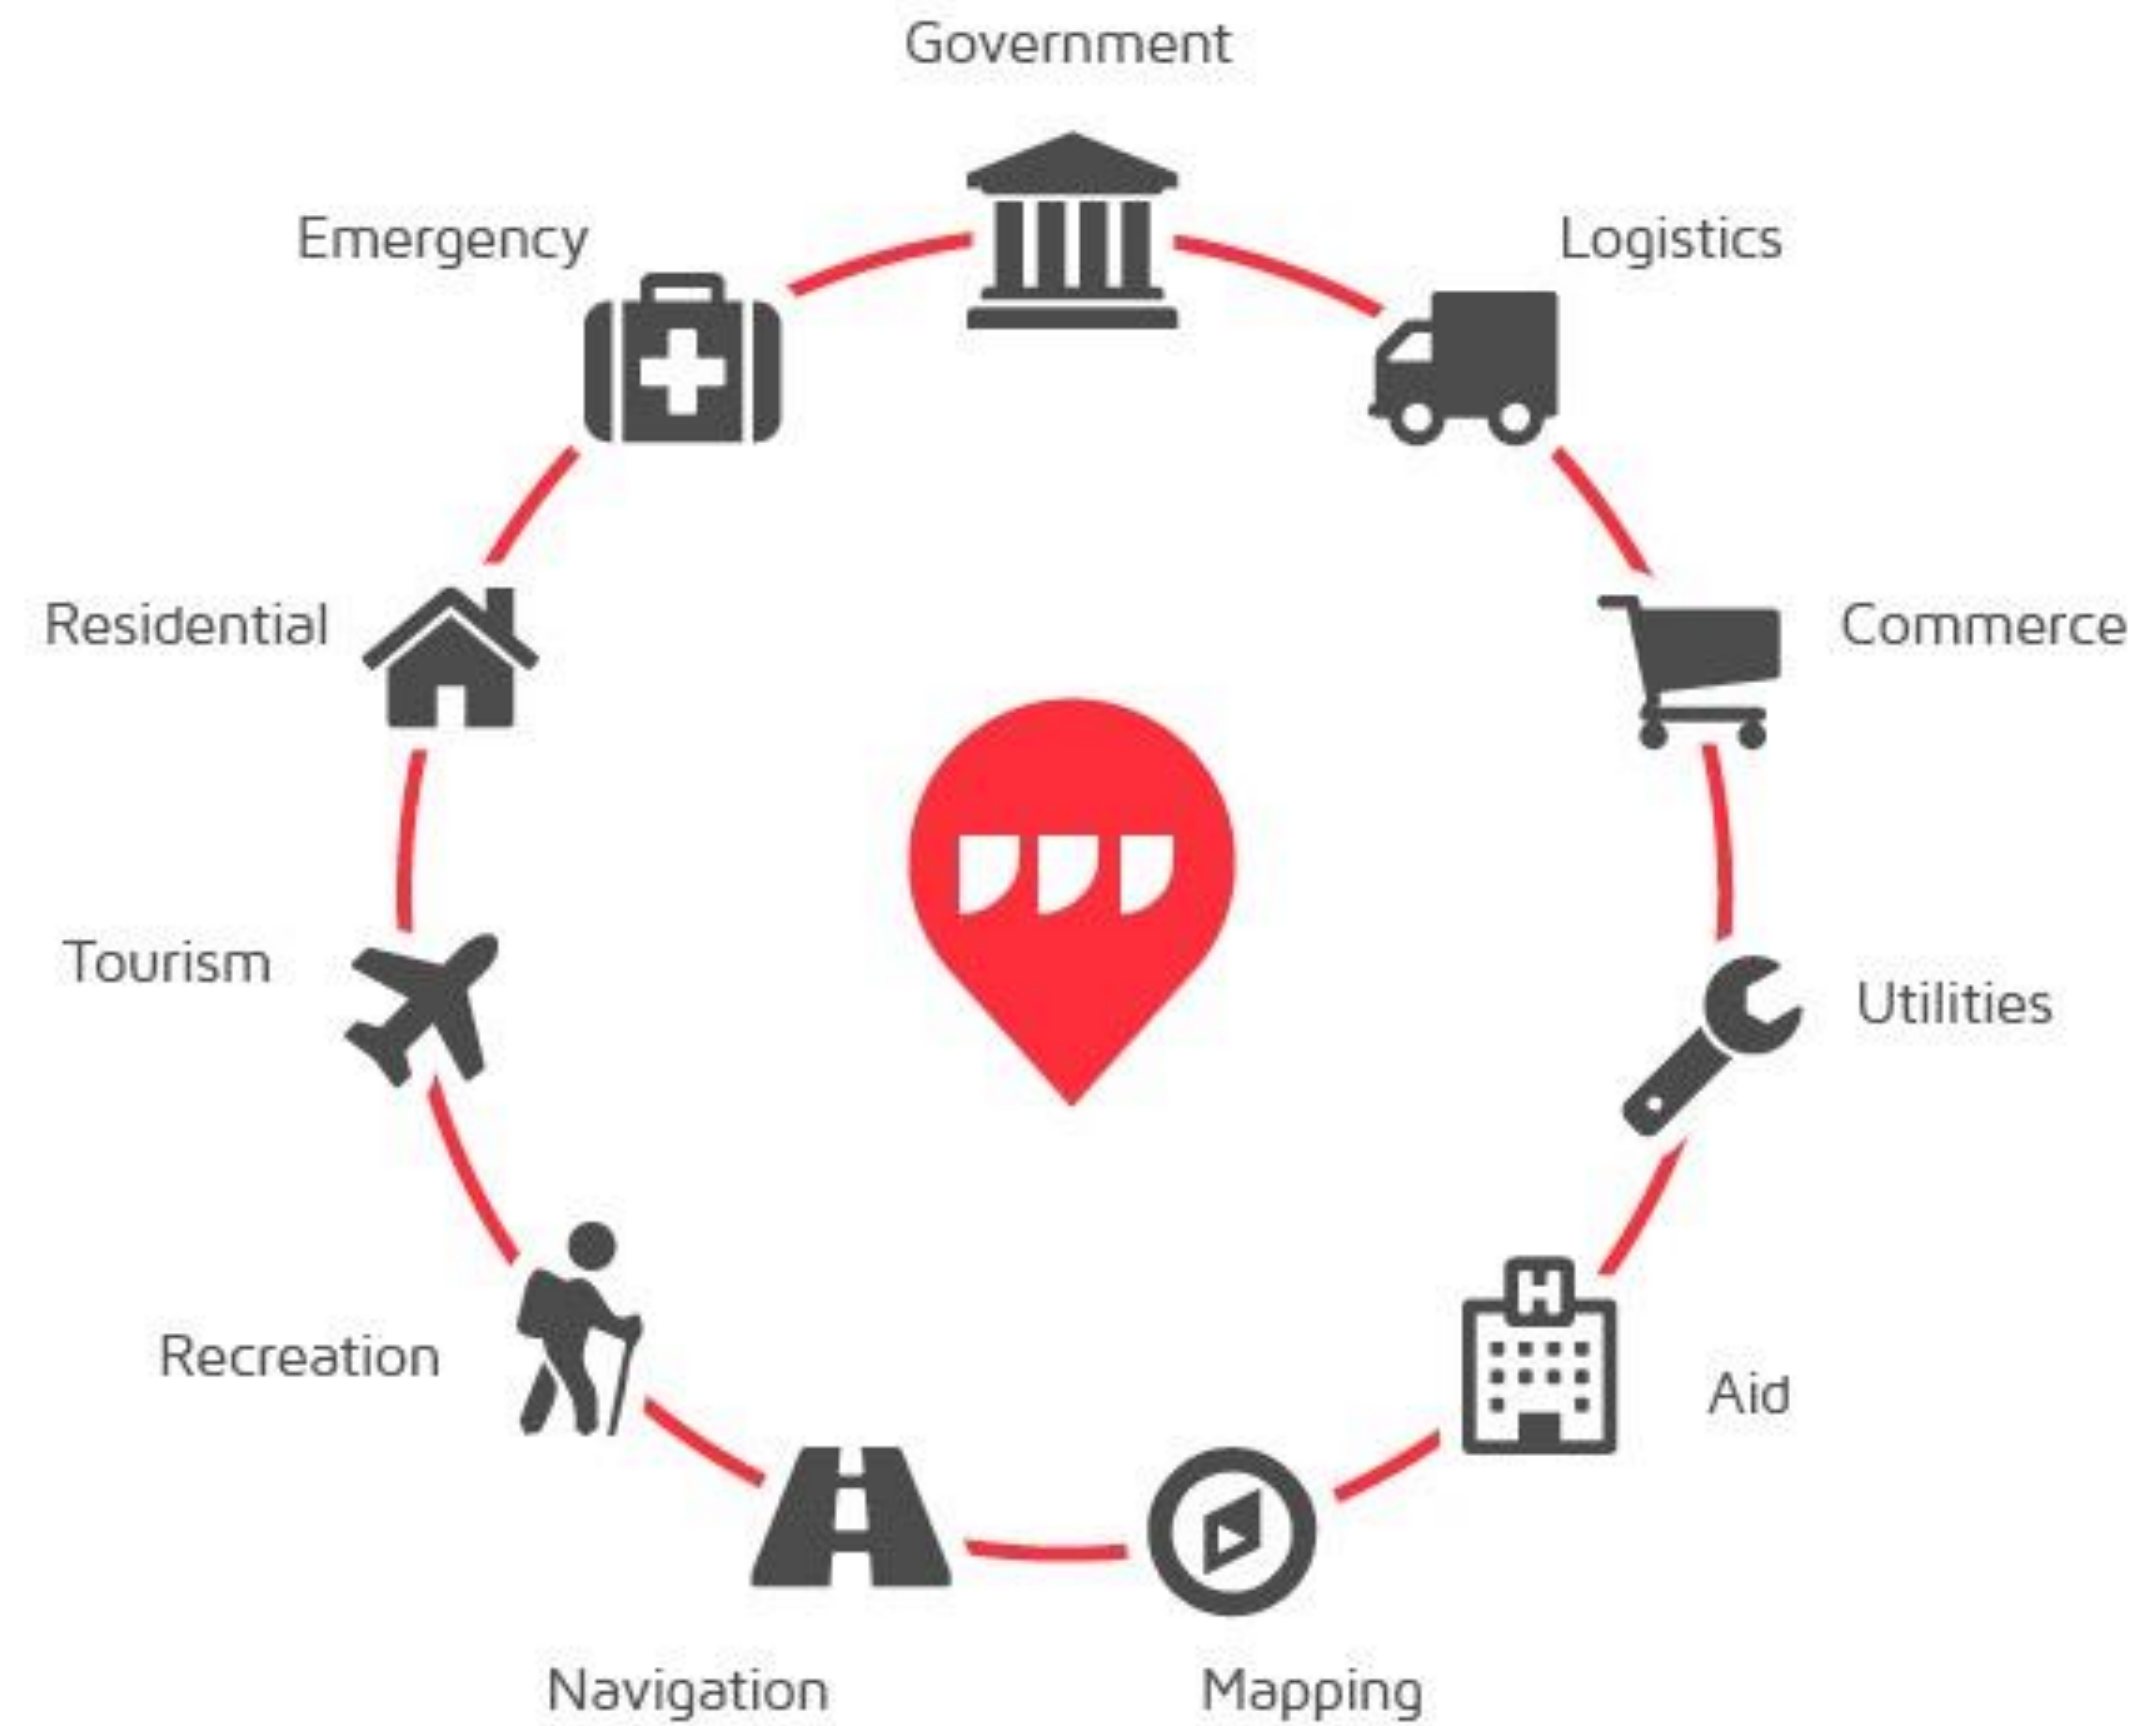 Government
Emergency
Logistics
Residential
Commerce
Tourism
Utilities
Recreation
Aid
Navigation
Mapping
H